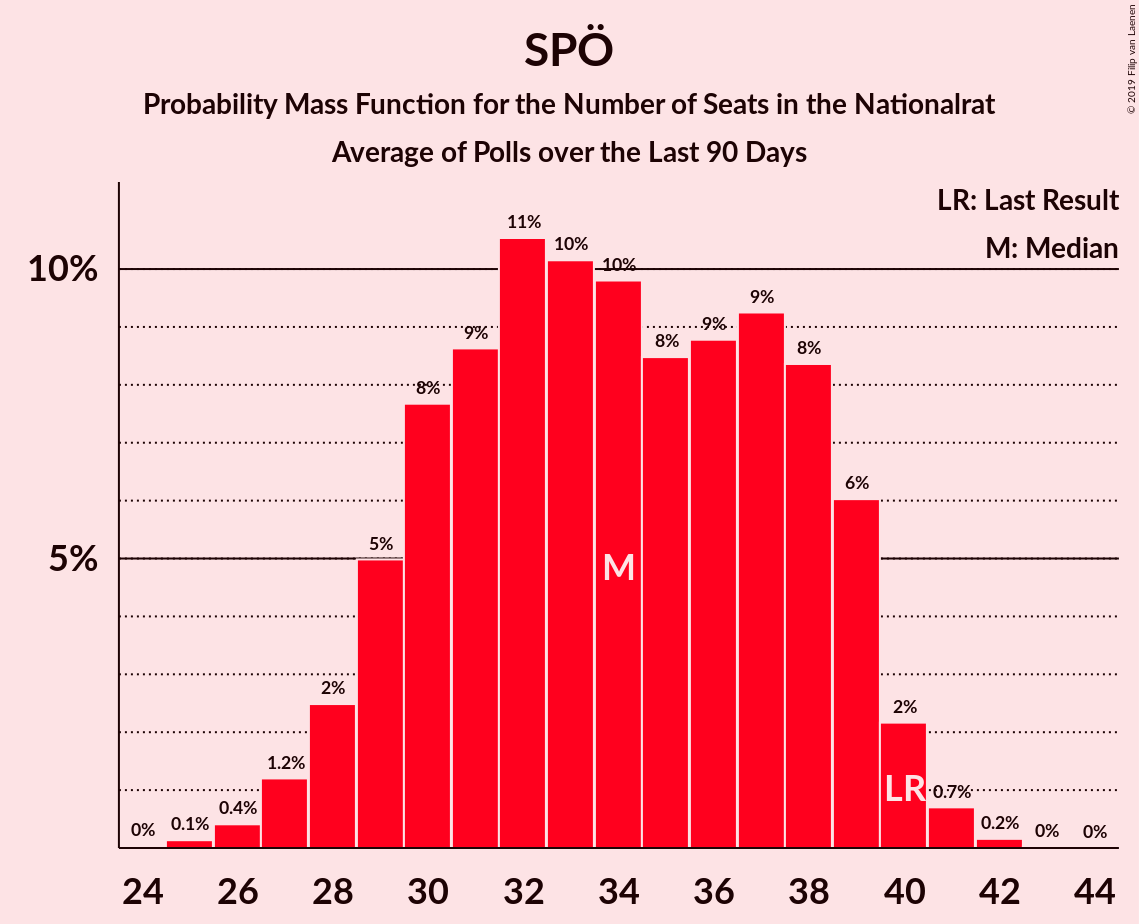 SPÖ
Probability Mass Function for the Number of Seats in the Nationalrat
Average of Polls over the Last 90 Days
© 2019 Filip van Laenen
LR: Last Result
M: Median
10%
5%
0%
0.1%
0.4%
1.2%
2%
5%
8%
9%
11%
10%
10%
8%
9%
9%
8%
6%
2%
0.7%
0.2%
0%
0%
M
LR
24 26 28 30 32 34 36 38 40 42 44